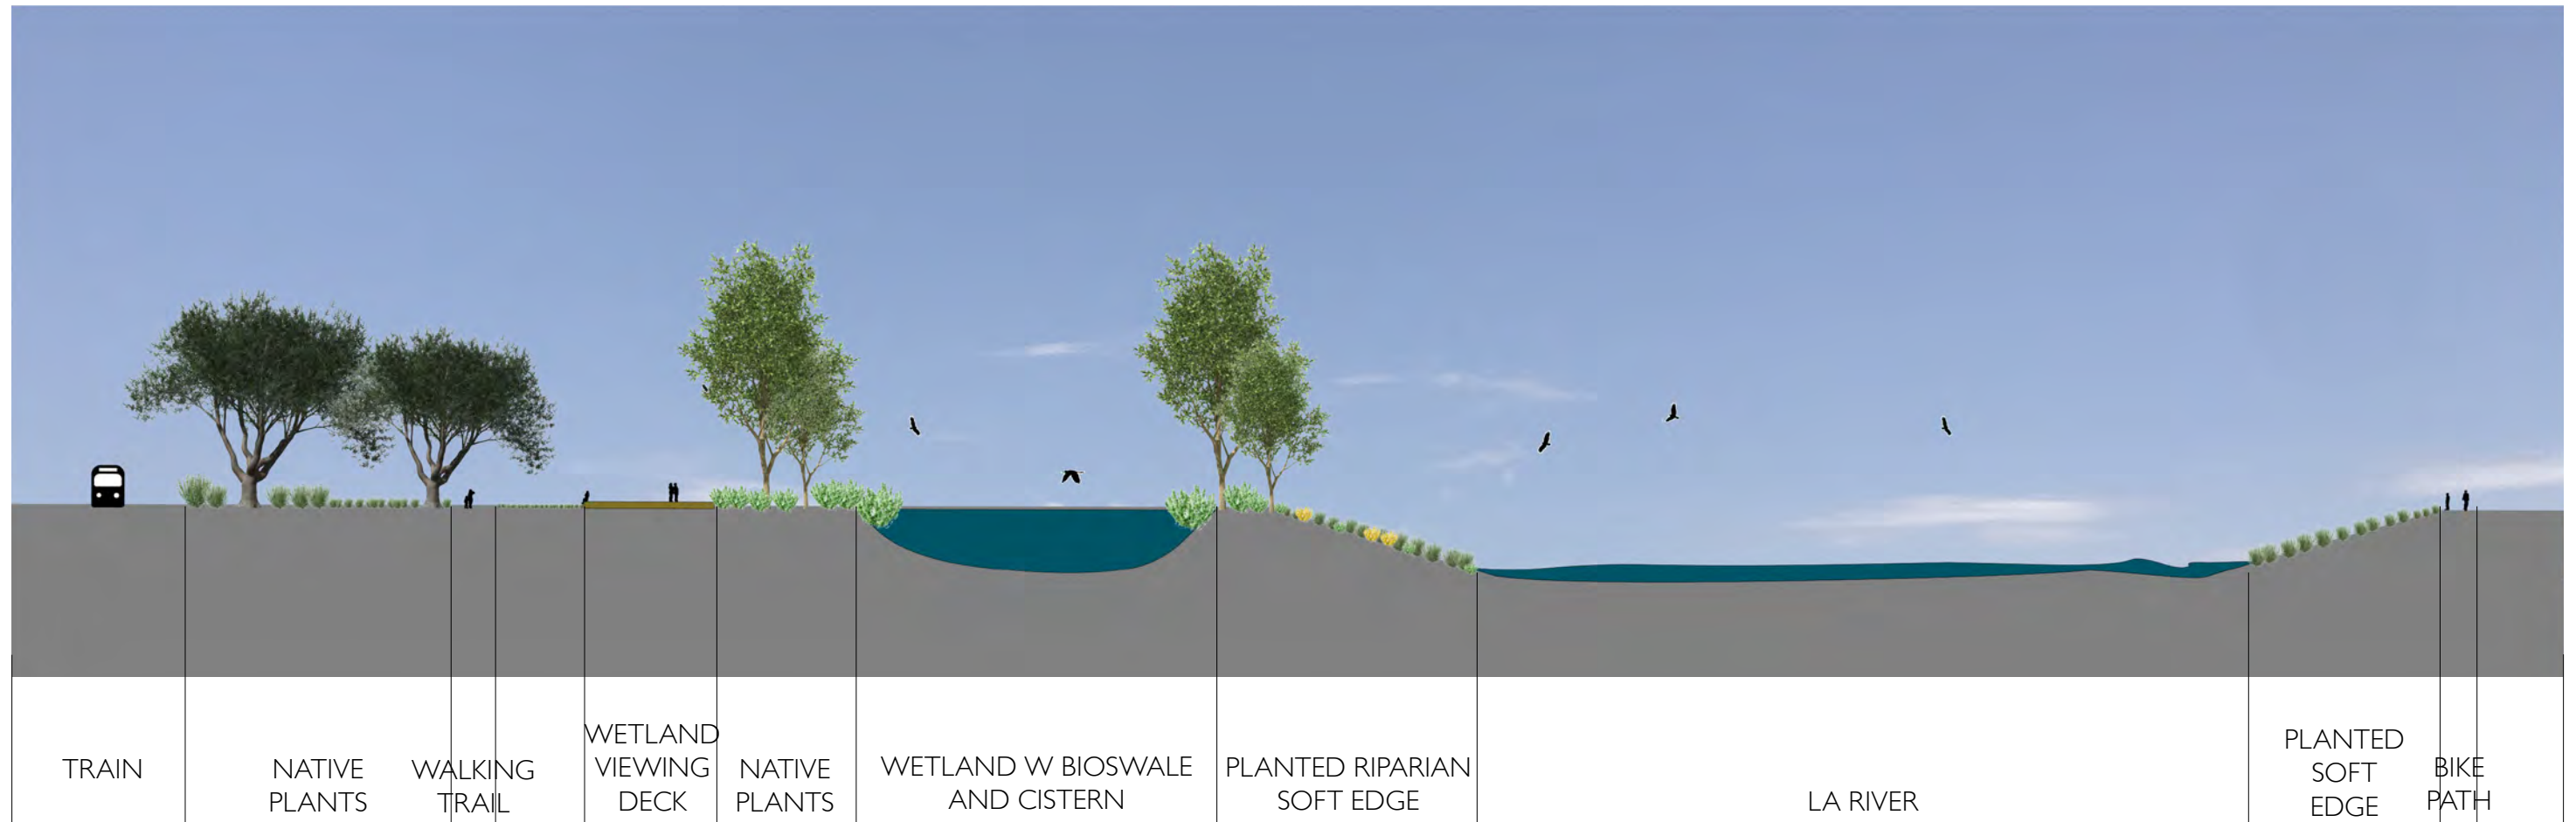 TRAIN
NATIVE
PLANTS
WALKING
TRAIL
WETLAND
VIEWING
DECK
NATIVE
PLANTS
WETLAND W BIOSWALE
AND CISTERN
PLANTED RIPARIAN
SOFT EDGE
LA RIVER
PLANTED
SOFT
EDGE
BIKE
PATH